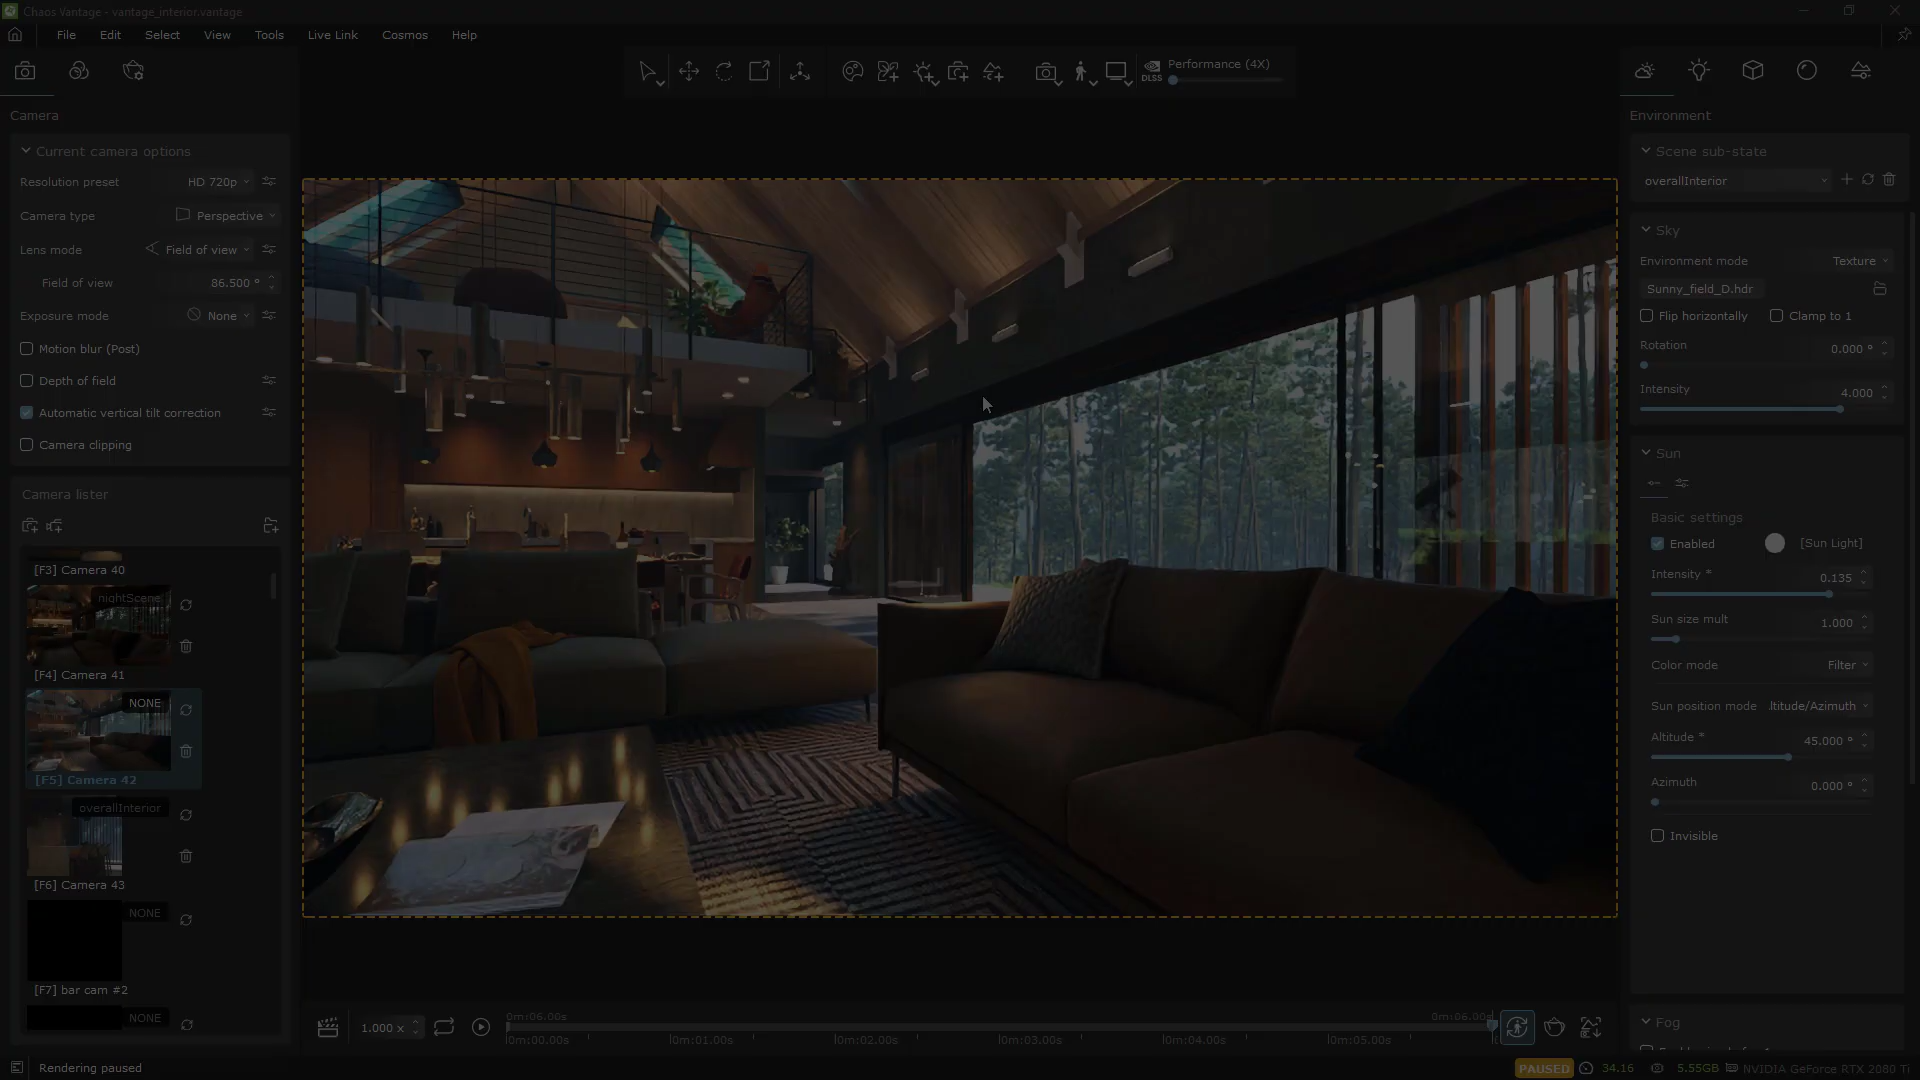 Chaos Vantage - vantage_interior.vantage
File Edit Select View Tools Live Link Cosmos Help
DLSS Performance (4X)
Camera
Current camera options
Resolution preset HD 720p
Camera type Perspective
Lens mode Field of view
Field of view 86.500 °
Exposure mode None
Motion blur (Post)
Depth of field
Automatic vertical tilt correction
Camera clipping
Camera lister
[F3] Camera 40
nightScene
[F4] Camera 41
NONE
[F5] Camera 42
overallInterior
[F6] Camera 43
NONE
[F7] bar cam #2
NONE
Environment
Scene sub-state
overallInterior
Sky
Environment mode Texture
Sunny_field_D.hdr
Flip horizontally Clamp to 1
Rotation 0.000 °
Intensity 4.000
Sun
Basic settings
Enabled [Sun Light]
Intensity * 0.135
Sun size mult 1.000
Color mode Filter
Sun position mode ltitude/Azimuth
Altitude * 45.000 °
Azimuth 0.000 °
Invisible
Fog
1.000 x
0m:06.00s 0m:06.00s
0m:00.00s 0m:01.00s 0m:02.00s 0m:03.00s 0m:04.00s 0m:05.00s
Rendering paused
PAUSED 34.16 5.55GB NVIDIA GeForce RTX 2080 Ti